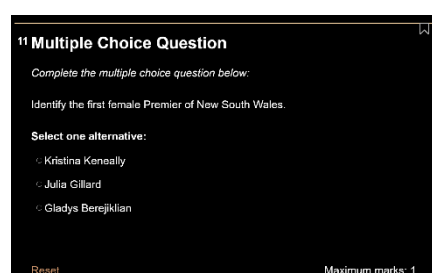 11 Multiple Choice Question
Complete the multiple choice question below:
Identify the first female Premier of New South Wales.
Select one alternative:
Kristina Keneally
Julia Gillard
Gladys Berejiklian
Reset Maximum marks: 1